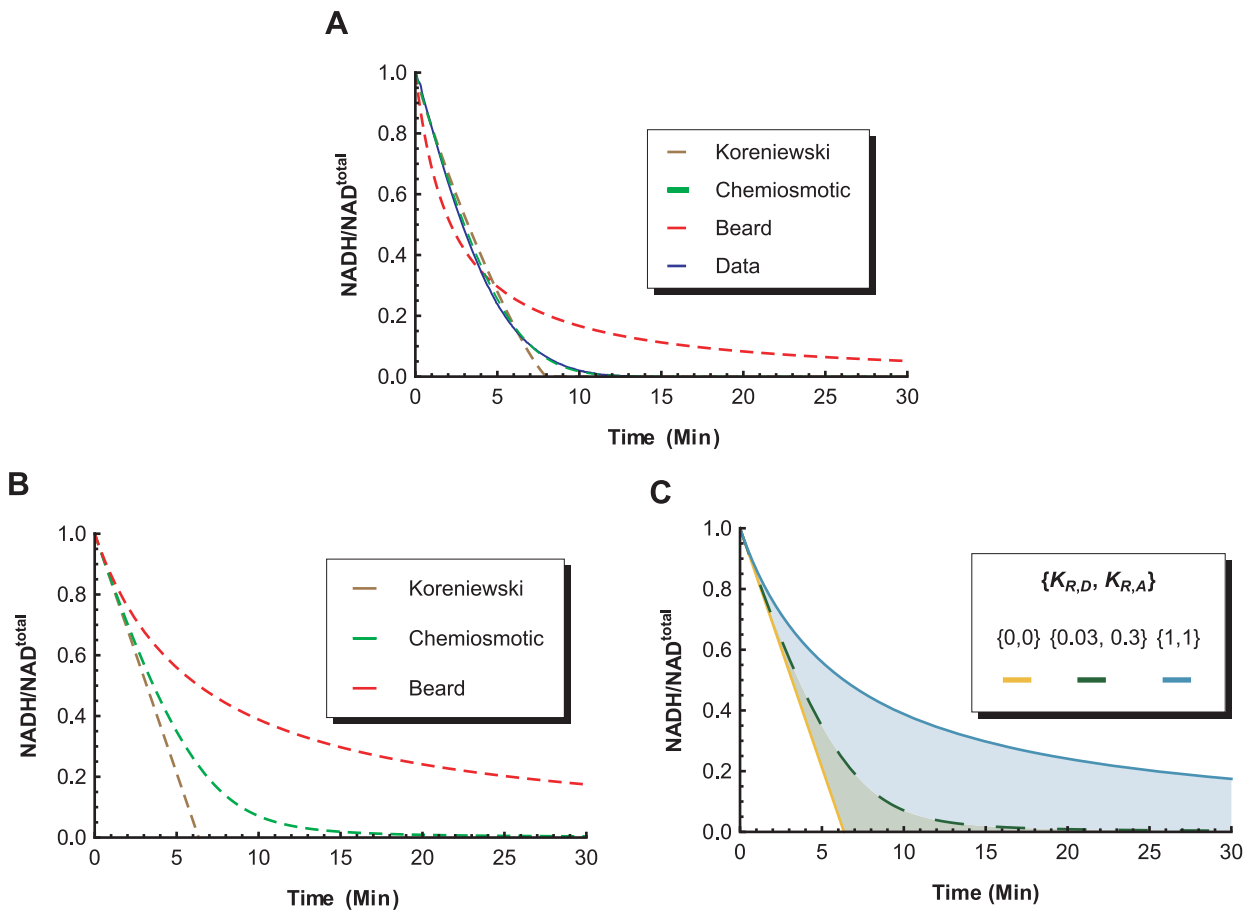 A
NADH/NAD^total
1.0
0.8
0.6
0.4
0.2
0.0
0 5 10 15 20 25 30
Time (Min)
Koreniewski
Chemiosmotic
Beard
Data
B
NADH/NAD^total
1.0
0.8
0.6
0.4
0.2
0.0
0 5 10 15 20 25 30
Time (Min)
Koreniewski
Chemiosmotic
Beard
C
NADH/NAD^total
1.0
0.8
0.6
0.4
0.2
0.0
0 5 10 15 20 25 30
Time (Min)
{K_R,D, K_R,A}
{0,0} {0.03, 0.3} {1,1}